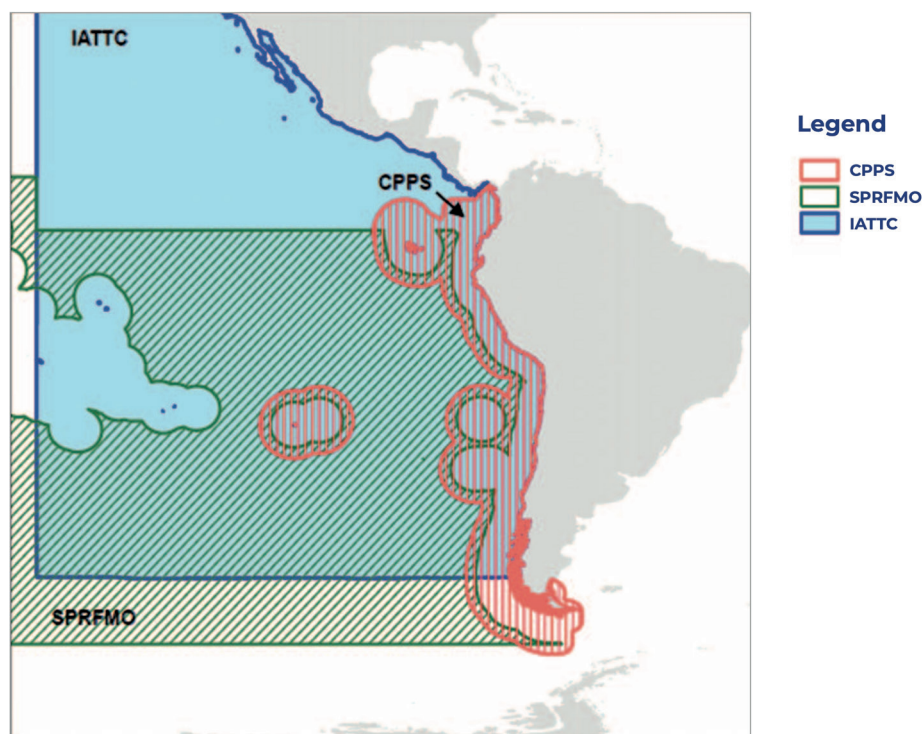 IATTC
CPPS
SPRFMO
Legend
CPPS
SPRFMO
IATTC